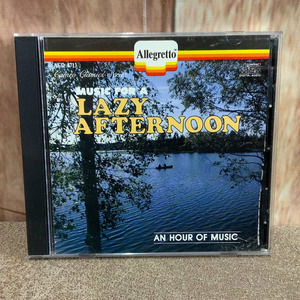 Allegretto
MUSIC FOR A
LAZY
AFTERNOON
AN HOUR OF MUSIC